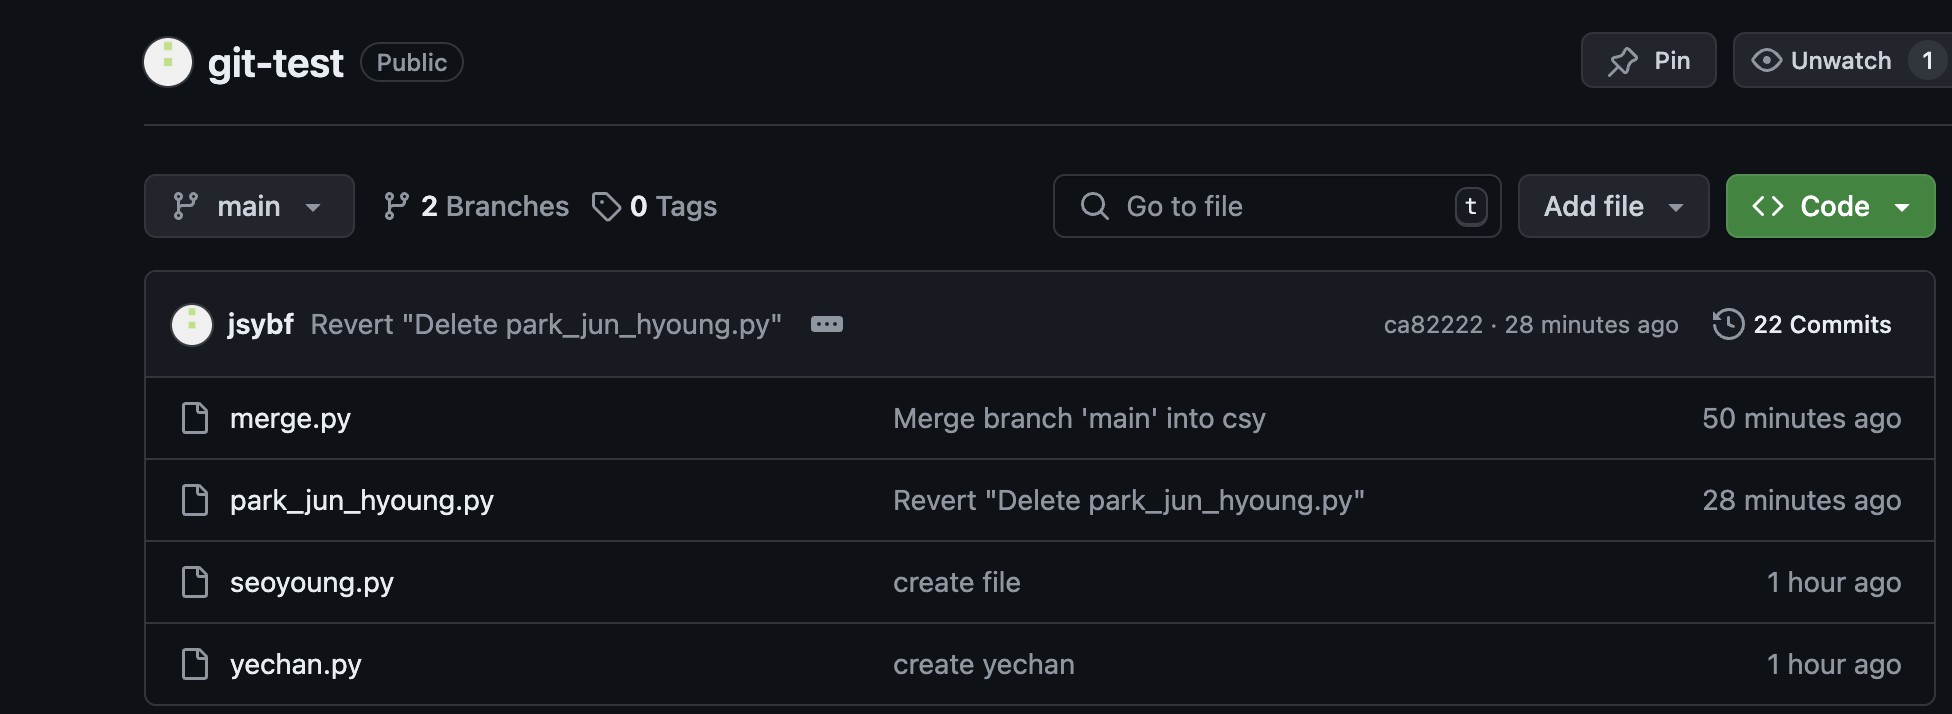 git-test Public Pin Unwatch 1
main 2 Branches 0 Tags Go to file t Add file Code
jsybf Revert "Delete park_jun_hyoung.py" ca82222 · 28 minutes ago 22 Commits
merge.py Merge branch 'main' into csy 50 minutes ago
park_jun_hyoung.py Revert "Delete park_jun_hyoung.py" 28 minutes ago
seoyoung.py create file 1 hour ago
yechan.py create yechan 1 hour ago